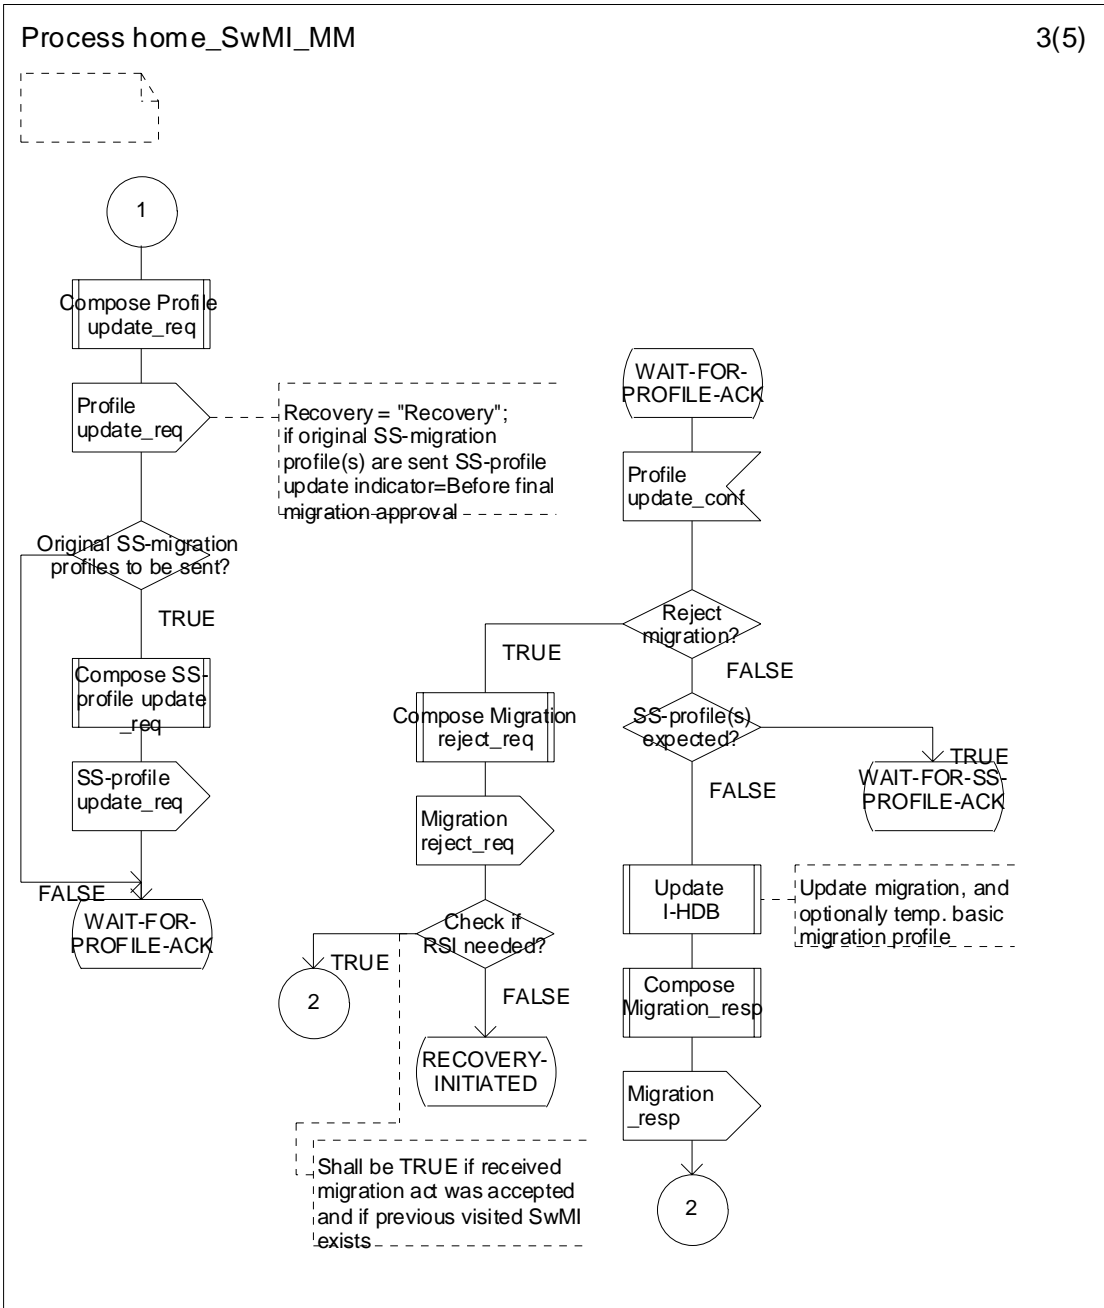 Process home_SwMI_MM
3(5)
1
Compose Profile
update_req
Profile
update_req
Recovery = "Recovery";
if original SS-migration
profile(s) are sent SS-profile
update indicator=Before final
migration approval
Original SS-migration
profiles to be sent?
TRUE
Compose SS-
profile update
_req
SS-profile
update_req
FALSE
WAIT-FOR-
PROFILE-ACK
WAIT-FOR-
PROFILE-ACK
Profile
update_conf
Reject
migration?
TRUE
FALSE
Compose Migration
reject_req
Migration
reject_req
Check if
RSI needed?
TRUE
2
FALSE
RECOVERY-
INITIATED
Shall be TRUE if received
migration act was accepted
and if previous visited SwMI
exists
SS-profile(s)
expected?
TRUE
WAIT-FOR-SS-
PROFILE-ACK
FALSE
Update
I-HDB
Update migration, and
optionally temp. basic
migration profile
Compose
Migration_resp
Migration
_resp
2